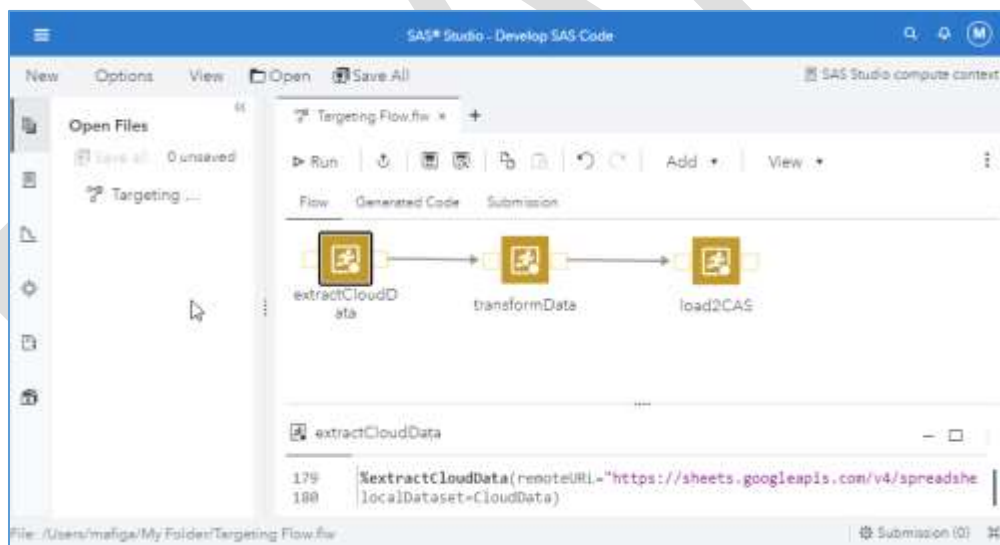 SAS® Studio - Develop SAS Code
M
New Options View Open Save All SAS Studio compute context
Open Files
Save all 0 unsaved
Targeting ...
Targeting Flow.flw × +
Run Add View
Flow Generated Code Submission
extractCloudD
ata
transformData
load2CAS
extractCloudData
179 %extractCloudData(remoteURL="https://sheets.googleapis.com/v4/spreadshe
180 localDataset=CloudData)
File: /Users/mafiga/My Folder/Targeting Flow.flw Submission (0)